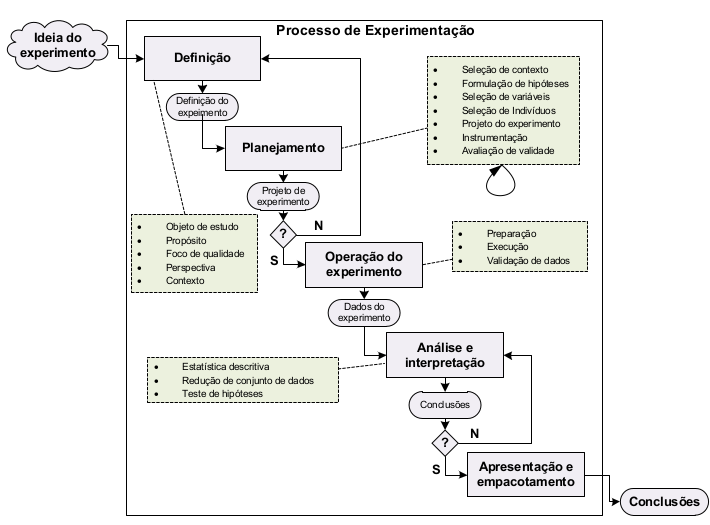 Processo de Experimentação
Ideia do
experimento
Definição
Definição do
expeimento
Planejamento
• Seleção de contexto
• Formulação de hipóteses
• Seleção de variáveis
• Seleção de Indivíduos
• Projeto do experimento
• Instrumentação
• Avaliação de validade
Projeto de
experimento
?
N
S
• Objeto de estudo
• Propósito
• Foco de qualidade
• Perspectiva
• Contexto
Operação do
experimento
• Preparação
• Execução
• Validação de dados
Dados do
experimento
Análise e
interpretação
• Estatística descritiva
• Redução de conjunto de dados
• Teste de hipóteses
Conclusões
?
N
S
Apresentação e
empacotamento
Conclusões